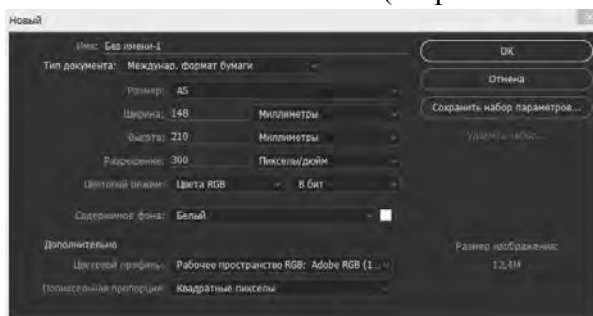 Новый
Имя: Без имени-1
OK
Тип документа: Междунар. формат бумаги
Отмена
Размер: A5
Сохранить набор параметров...
Ширина: 148 Миллиметры
Удалить набор...
Высота: 210 Миллиметры
Разрешение: 300 Пикселы/дюйм
Цветовой режим: Цвета RGB 8 бит
Содержимое фона: Белый
Дополнительно
Размер изображения:
Цветовой профиль: Рабочее пространство RGB: Adobe RGB (1...
12,4M
Попиксельная пропорция: Квадратные пикселы